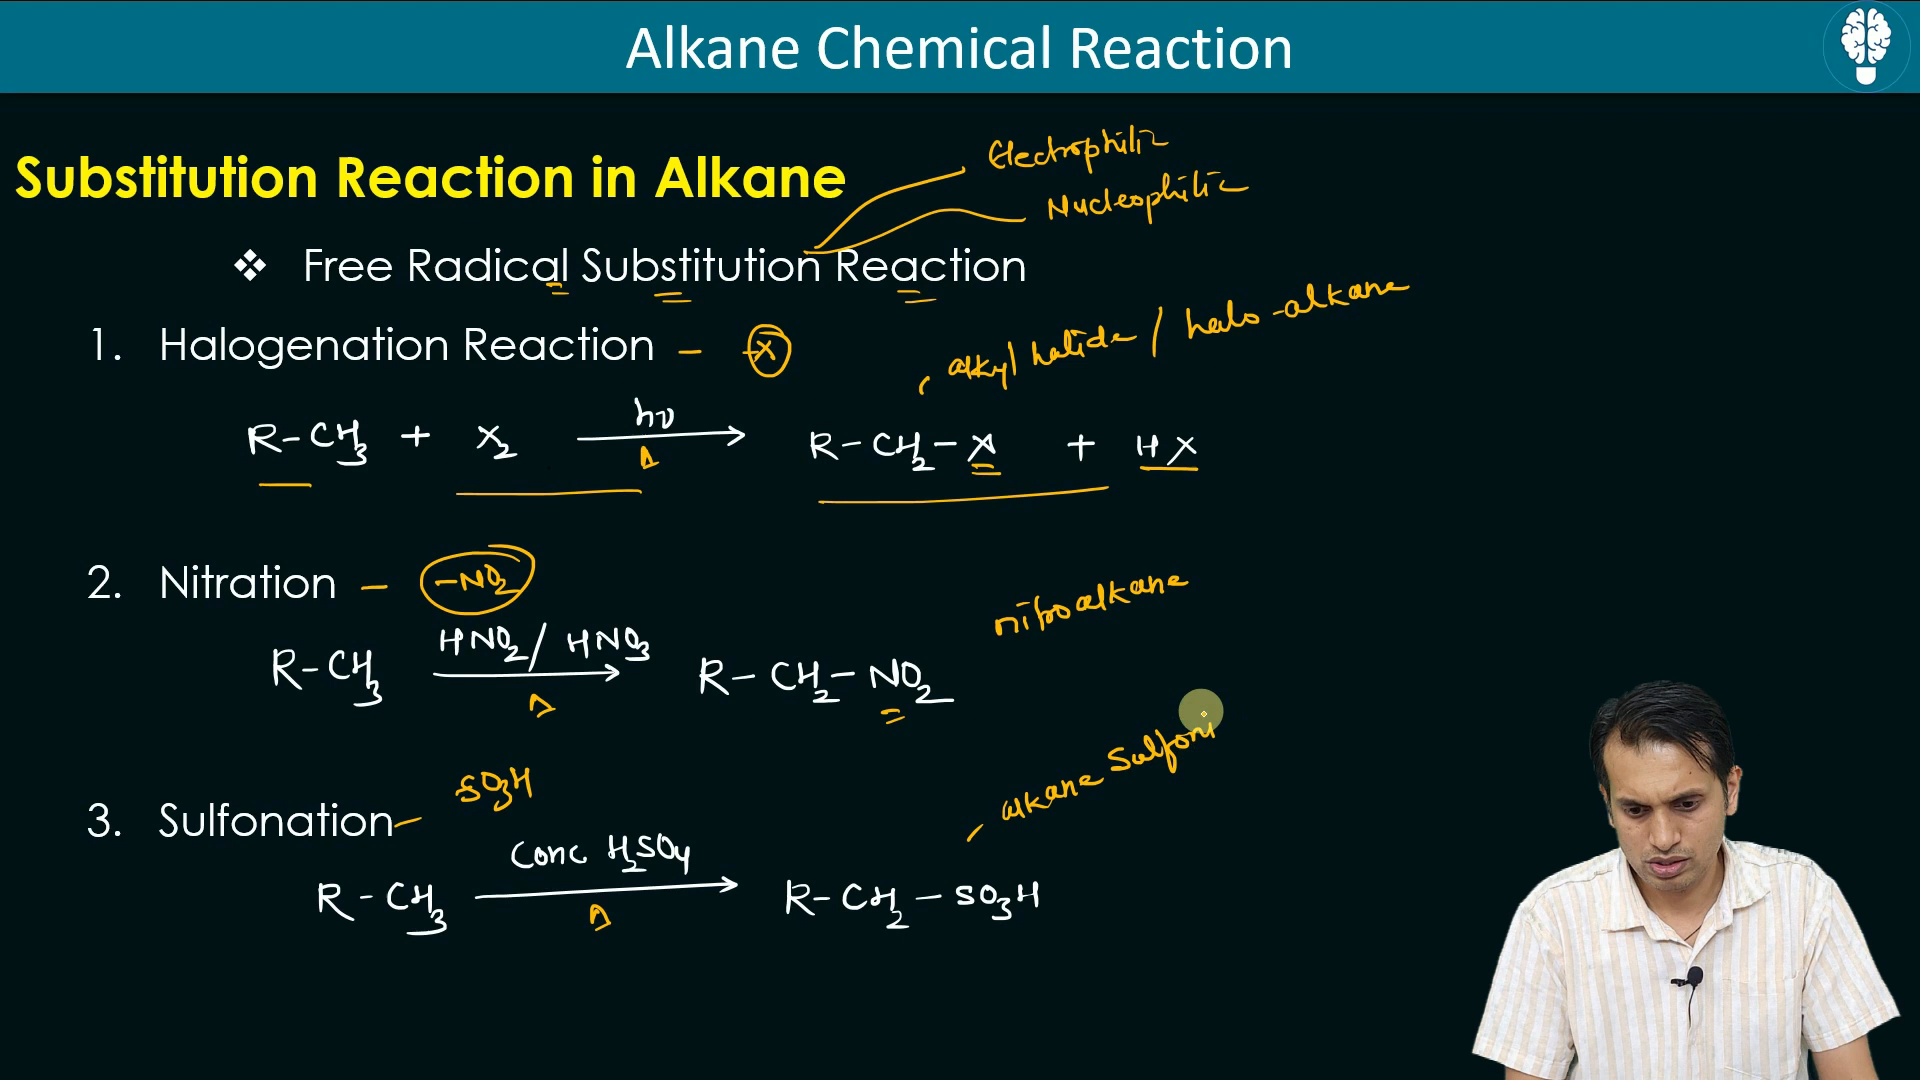 Alkane Chemical Reaction
Substitution Reaction in Alkane
Electrophilic
Nucleophilic
❖ Free Radical Substitution Reaction
1. Halogenation Reaction – -X
alkyl halide / halo-alkane
R-CH₃ + X₂ hν Δ → R-CH₂-X + HX
2. Nitration – -NO₂
nitroalkane
R-CH₃ HNO₂/HNO₃ Δ → R-CH₂-NO₂
3. Sulfonation – SO₃H
alkane Sulfoni
R-CH₃ Conc H₂SO₄ Δ → R-CH₂-SO₃H